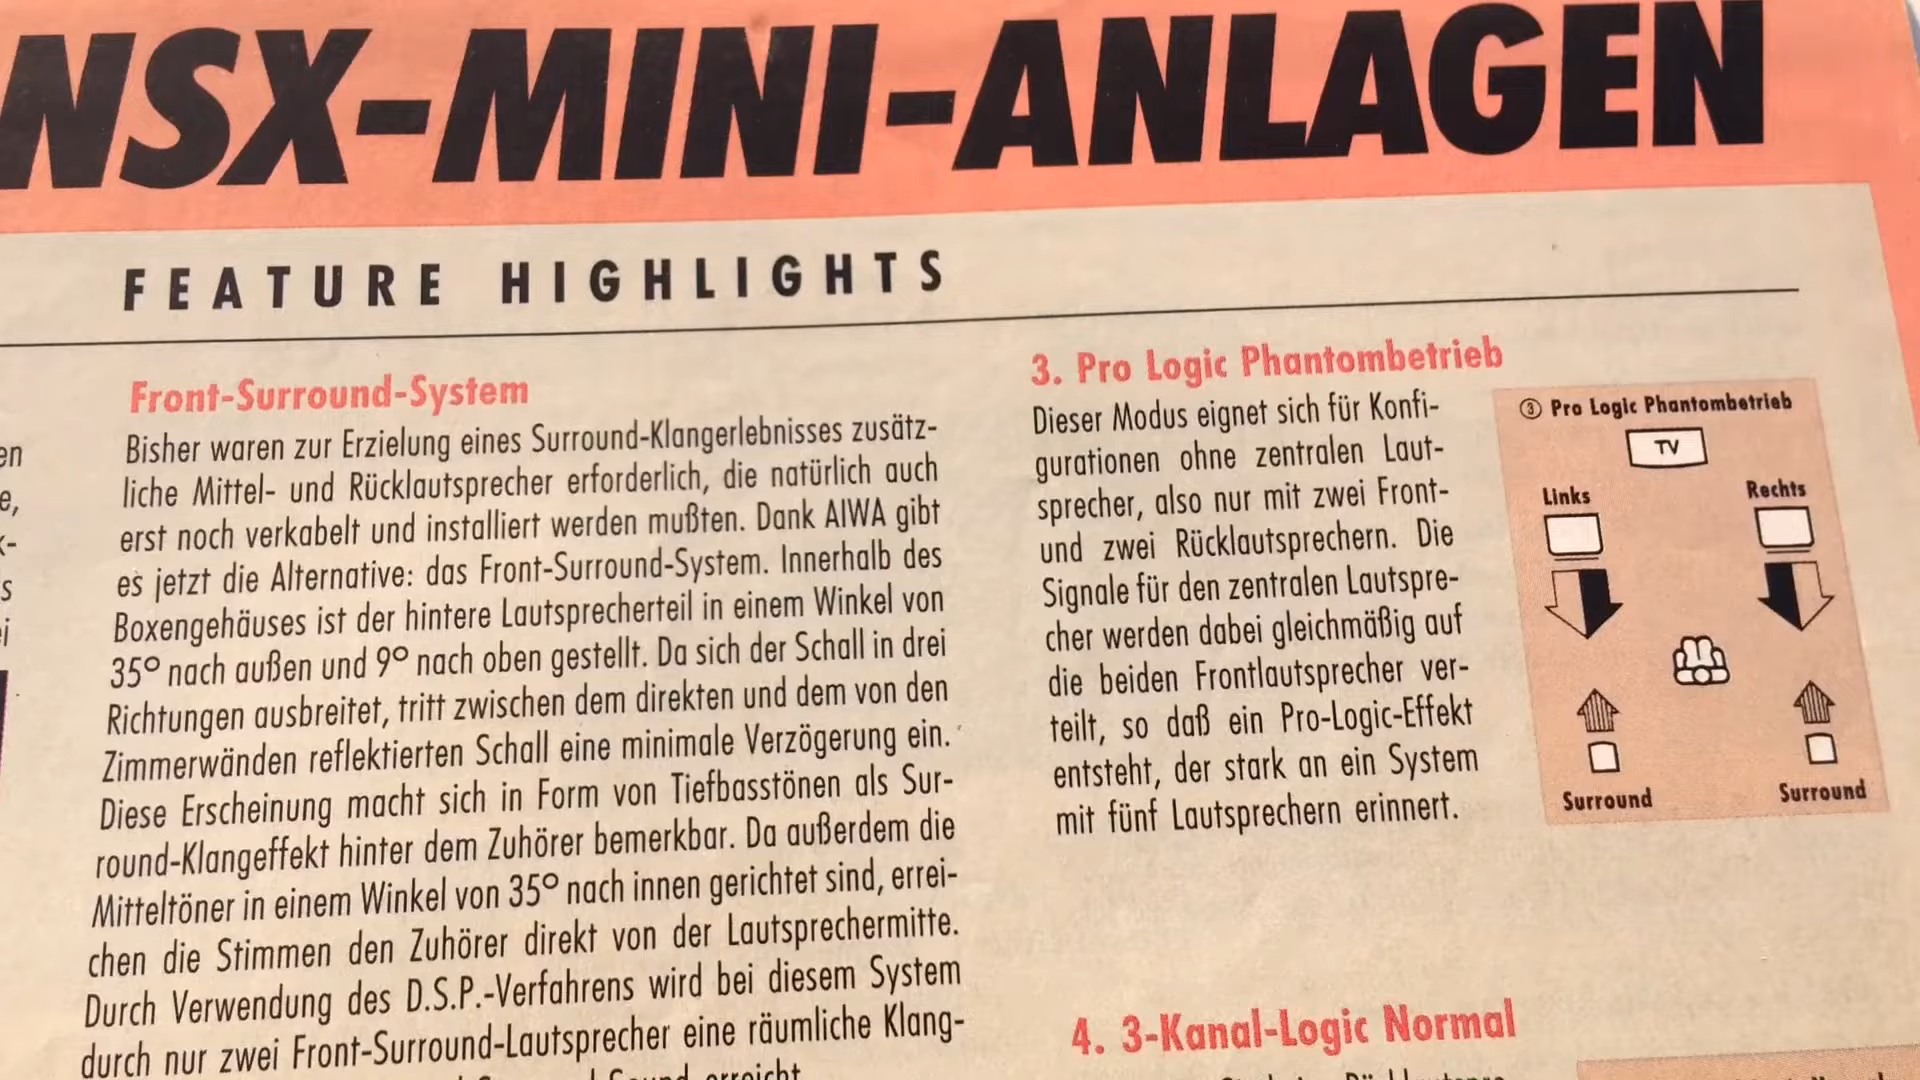 NSX-MINI-ANLAGEN
FEATURE HIGHLIGHTS
en
e,
k-
s
ei
Front-Surround-System
Bisher waren zur Erzielung eines Surround-Klangerlebnisses zusätz-
liche Mittel- und Rücklautsprecher erforderlich, die natürlich auch
erst noch verkabelt und installiert werden mußten. Dank AIWA gibt
es jetzt die Alternative: das Front-Surround-System. Innerhalb des
Boxengehäuses ist der hintere Lautsprecherteil in einem Winkel von
35° nach außen und 9° nach oben gestellt. Da sich der Schall in drei
Richtungen ausbreitet, tritt zwischen dem direkten und dem von den
Zimmerwänden reflektierten Schall eine minimale Verzögerung ein.
Diese Erscheinung macht sich in Form von Tiefbasstönen als Sur-
round-Klangeffekt hinter dem Zuhörer bemerkbar. Da außerdem die
Mitteltöner in einem Winkel von 35° nach innen gerichtet sind, errei-
chen die Stimmen den Zuhörer direkt von der Lautsprechermitte.
Durch Verwendung des D.S.P.-Verfahrens wird bei diesem System
durch nur zwei Front-Surround-Lautsprecher eine räumliche Klang-
erreicht.
3. Pro Logic Phantombetrieb
Dieser Modus eignet sich für Konfi-
gurationen ohne zentralen Laut-
sprecher, also nur mit zwei Front-
und zwei Rücklautsprechern. Die
Signale für den zentralen Lautspre-
cher werden dabei gleichmäßig auf
die beiden Frontlautsprecher ver-
teilt, so daß ein Pro-Logic-Effekt
entsteht, der stark an ein System
mit fünf Lautsprechern erinnert.
③ Pro Logic Phantombetrieb
TV
Links
Rechts
Surround
Surround
4. 3-Kanal-Logic Normal